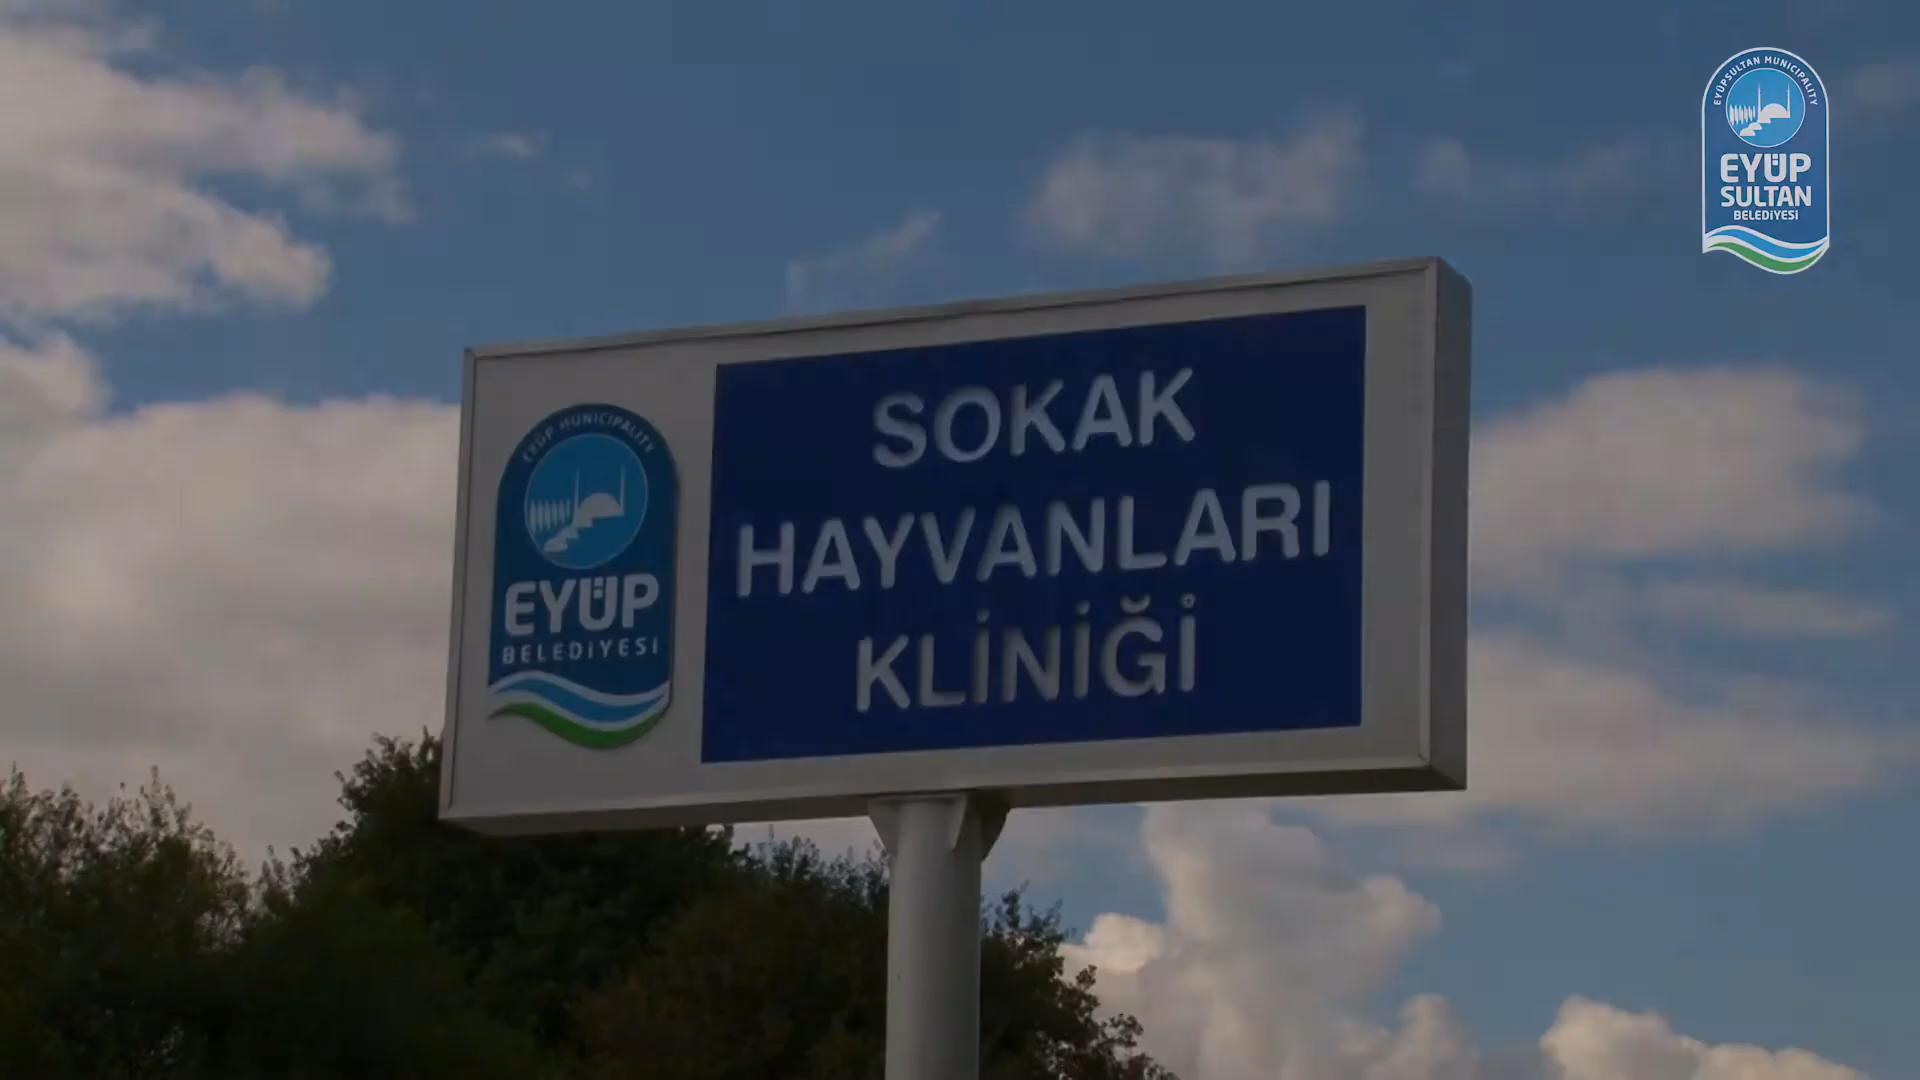 EYÜPSULTAN MUNICIPALITY
EYÜP
SULTAN
BELEDİYESİ
EYÜP MUNICIPALITY
EYÜP
BELEDİYESİ
SOKAK
HAYVANLARI
KLİNİĞİ